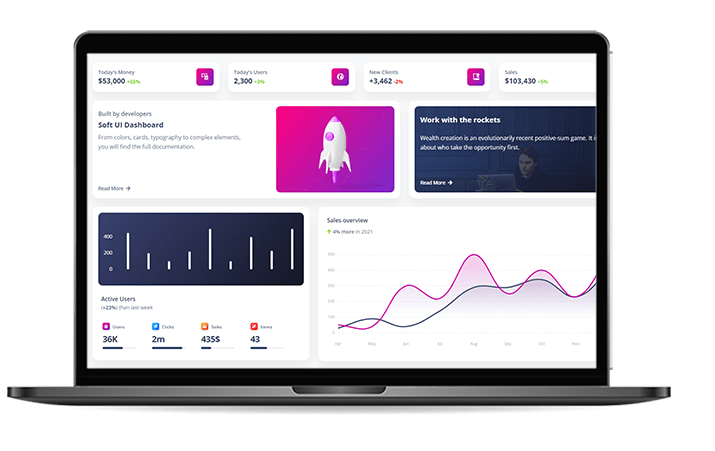 Today's Money
$53,000 +55%
Today's Users
2,300 +3%
New Clients
+3,462 -2%
Sales
$103,430 +5%
Built by developers
Soft UI Dashboard
From colors, cards, typography to complex elements,
you will find the full documentation.
Read More →
Work with the rockets
Wealth creation is an evolutionarily recent positive-sum game. It is
about who take the opportunity first.
Read More →
400
200
0
Active Users
(+23%) than last week
Users
Clicks
Sales
Items
36K
2m
435$
43
Sales overview
4% more in 2021
500
400
300
200
100
0
Apr
May
Jun
Jul
Aug
Sep
Oct
Nov